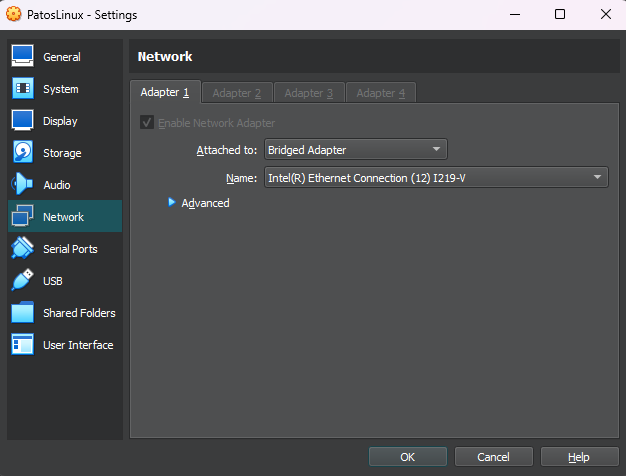 PatosLinux - Settings
General
System
Display
Storage
Audio
Network
Serial Ports
USB
Shared Folders
User Interface
Network
Adapter 1
Adapter 2
Adapter 3
Adapter 4
Enable Network Adapter
Attached to: Bridged Adapter
Name: Intel(R) Ethernet Connection (12) I219-V
Advanced
OK
Cancel
Help